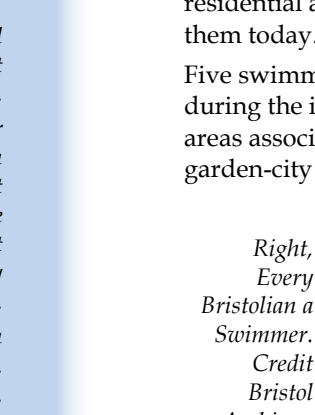 residential a
them today.
Five swimm
during the i
areas associ
garden-city
Right,
Every
Bristolian a
Swimmer.
Credit
Bristol